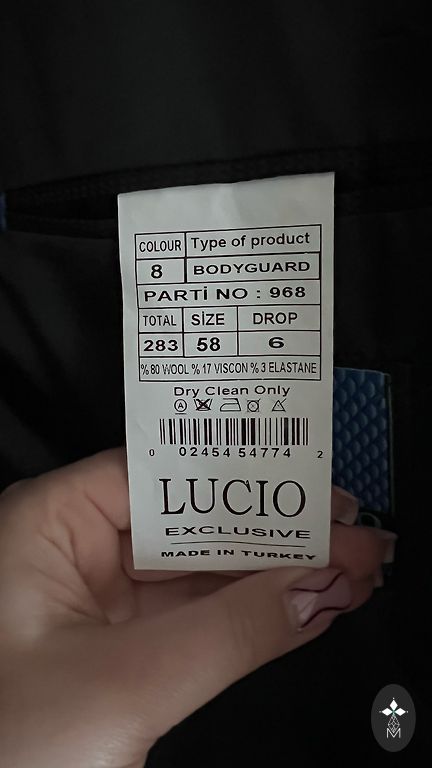 COLOUR Type of product
8 BODYGUARD
PARTİ NO : 968
TOTAL SİZE DROP
283 58 6
% 80 WOOL % 17 VISCON % 3 ELASTANE
Dry Clean Only
A
0 02454 54774 2
LUCIO
EXCLUSIVE
MADE IN TURKEY
M